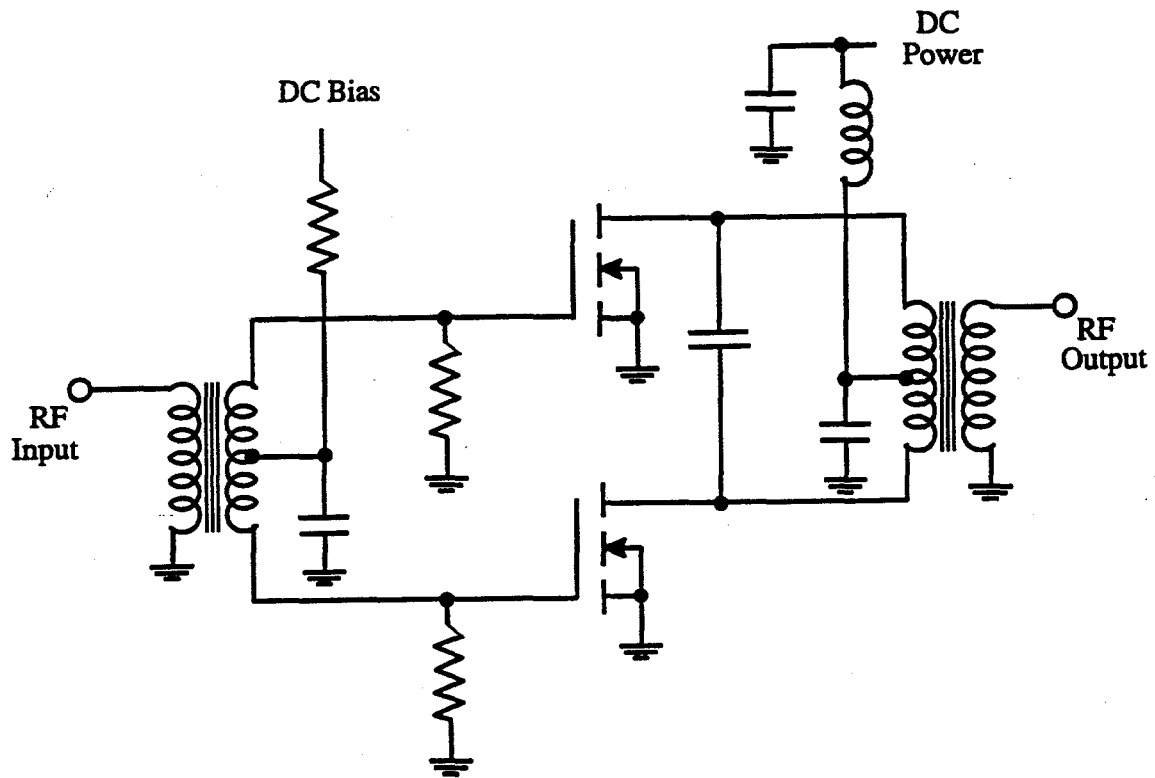 DC
Power
DC Bias
RF
Input
RF
Output